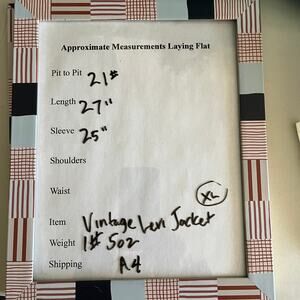 Approximate Measurements Laying Flat
Pit to Pit 21"
Length 27"
Sleeve 25"
Shoulders
Waist
XL
Item Vintage Levi Jacket
Weight 1# 5oz
Shipping A4